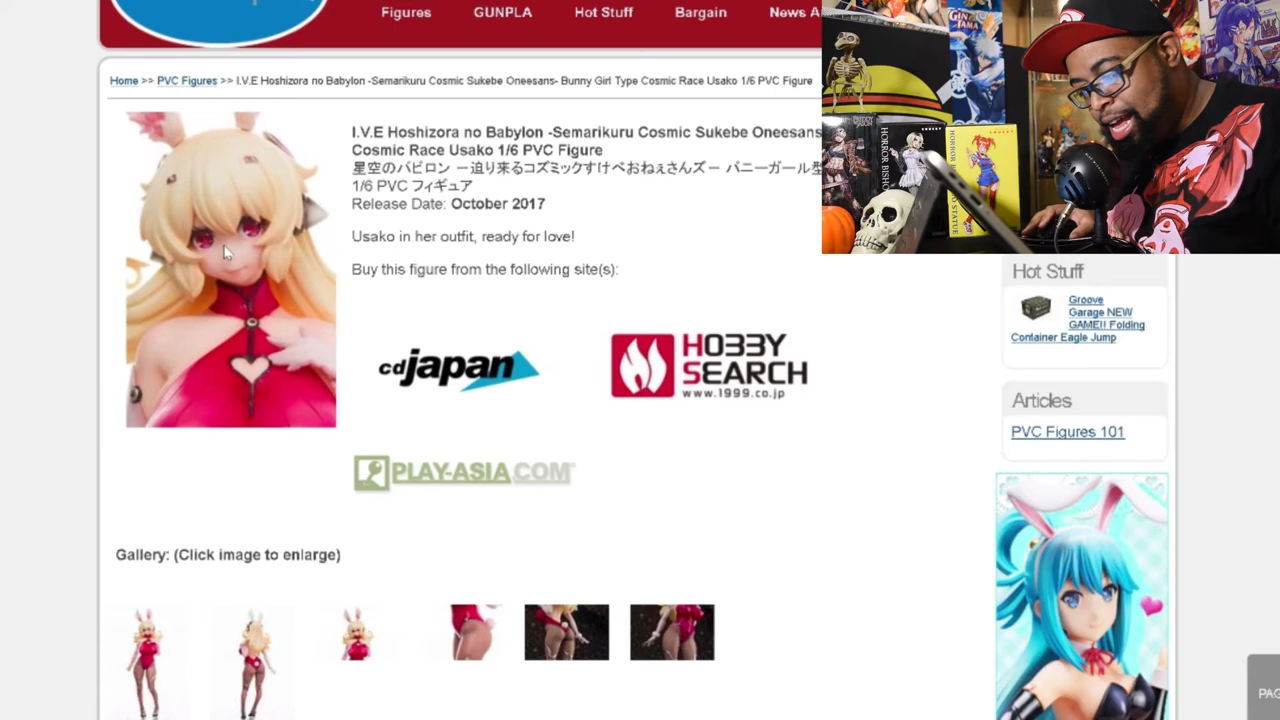 Figures GUNPLA Hot Stuff Bargain News A
Home >> PVC Figures >> I.V.E Hoshizora no Babylon -Semarikuru Cosmic Sukebe Oneesans- Bunny Girl Type Cosmic Race Usako 1/6 PVC Figure
I.V.E Hoshizora no Babylon -Semarikuru Cosmic Sukebe Oneesans
Cosmic Race Usako 1/6 PVC Figure
星空のバビロン －迫り来るコズミックすけべおねぇさんズ－ バニーガール型
1/6 PVC フィギュア
Release Date: October 2017
Usako in her outfit, ready for love!
Buy this figure from the following site(s):
cdjapan
HOBBY SEARCH
www.1999.co.jp
PLAY-ASIA.COM
Gallery: (Click image to enlarge)
GINTAMA
HORROR BISHO
STATUE
Hot Stuff
Groove
Garage NEW
GAME!! Folding
Container Eagle Jump
Articles
PVC Figures 101
PAG